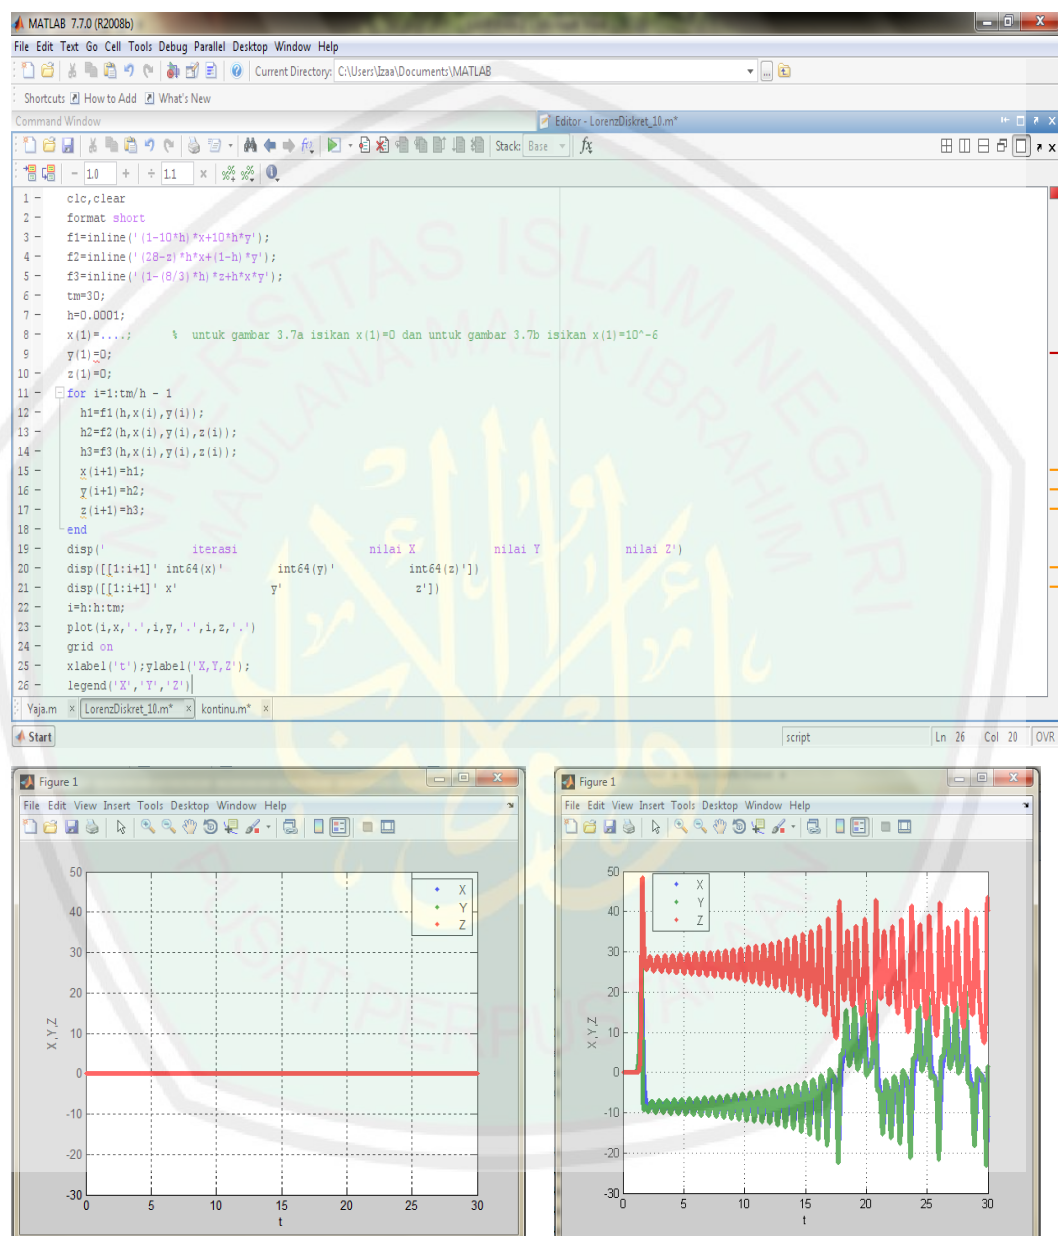 MATLAB 7.7.0 (R2008b)
File Edit Text Go Cell Tools Debug Parallel Desktop Window Help
Current Directory: C:\Users\Izaa\Documents\MATLAB
Shortcuts How to Add What's New
Command Window Editor - LorenzDiskret_10.m*
Stack: Base fx
- 1.0 + ÷ 1.1 ×
1 - clc,clear
2 - format short
3 - f1=inline('(1-10*h)*x+10*h*y');
4 - f2=inline('(28-z)*h*x+(1-h)*y');
5 - f3=inline('(1-(8/3)*h)*z+h*x*y');
6 - tm=30;
7 - h=0.0001;
8 - x(1)=....; % untuk gambar 3.7a isikan x(1)=0 dan untuk gambar 3.7b isikan x(1)=10^-6
9 y(1)=0;
10 - z(1)=0;
11 - for i=1:tm/h - 1
12 - h1=f1(h,x(i),y(i));
13 - h2=f2(h,x(i),y(i),z(i));
14 - h3=f3(h,x(i),y(i),z(i));
15 - x(i+1)=h1;
16 - y(i+1)=h2;
17 - z(i+1)=h3;
18 - end
19 - disp(' iterasi nilai X nilai Y nilai Z')
20 - disp([[1:i+1]' int64(x)' int64(y)' int64(z)'])
21 - disp([[1:i+1]' x' y' z'])
22 - i=h:h:tm;
23 - plot(i,x,'.',i,y,'.',i,z,'.')
24 - grid on
25 - xlabel('t');ylabel('X,Y,Z');
26 - legend('X','Y','Z')
Yaja.m × LorenzDiskret_10.m* × kontinu.m* ×
Start script Ln 26 Col 20 OVR
UNIVERSITAS ISLAM NEGERI
MAULANA MALIK IBRAHIM
PUSAT PERPUSTAKAAN
Figure 1
File Edit View Insert Tools Desktop Window Help
50
40
30
20
10
0
-10
-20
-30
0 5 10 15 20 25 30
X,Y,Z
t
X
Y
Z
Figure 1
File Edit View Insert Tools Desktop Window Help
50
40
30
20
10
0
-10
-20
-30
0 5 10 15 20 25 30
X,Y,Z
t
X
Y
Z